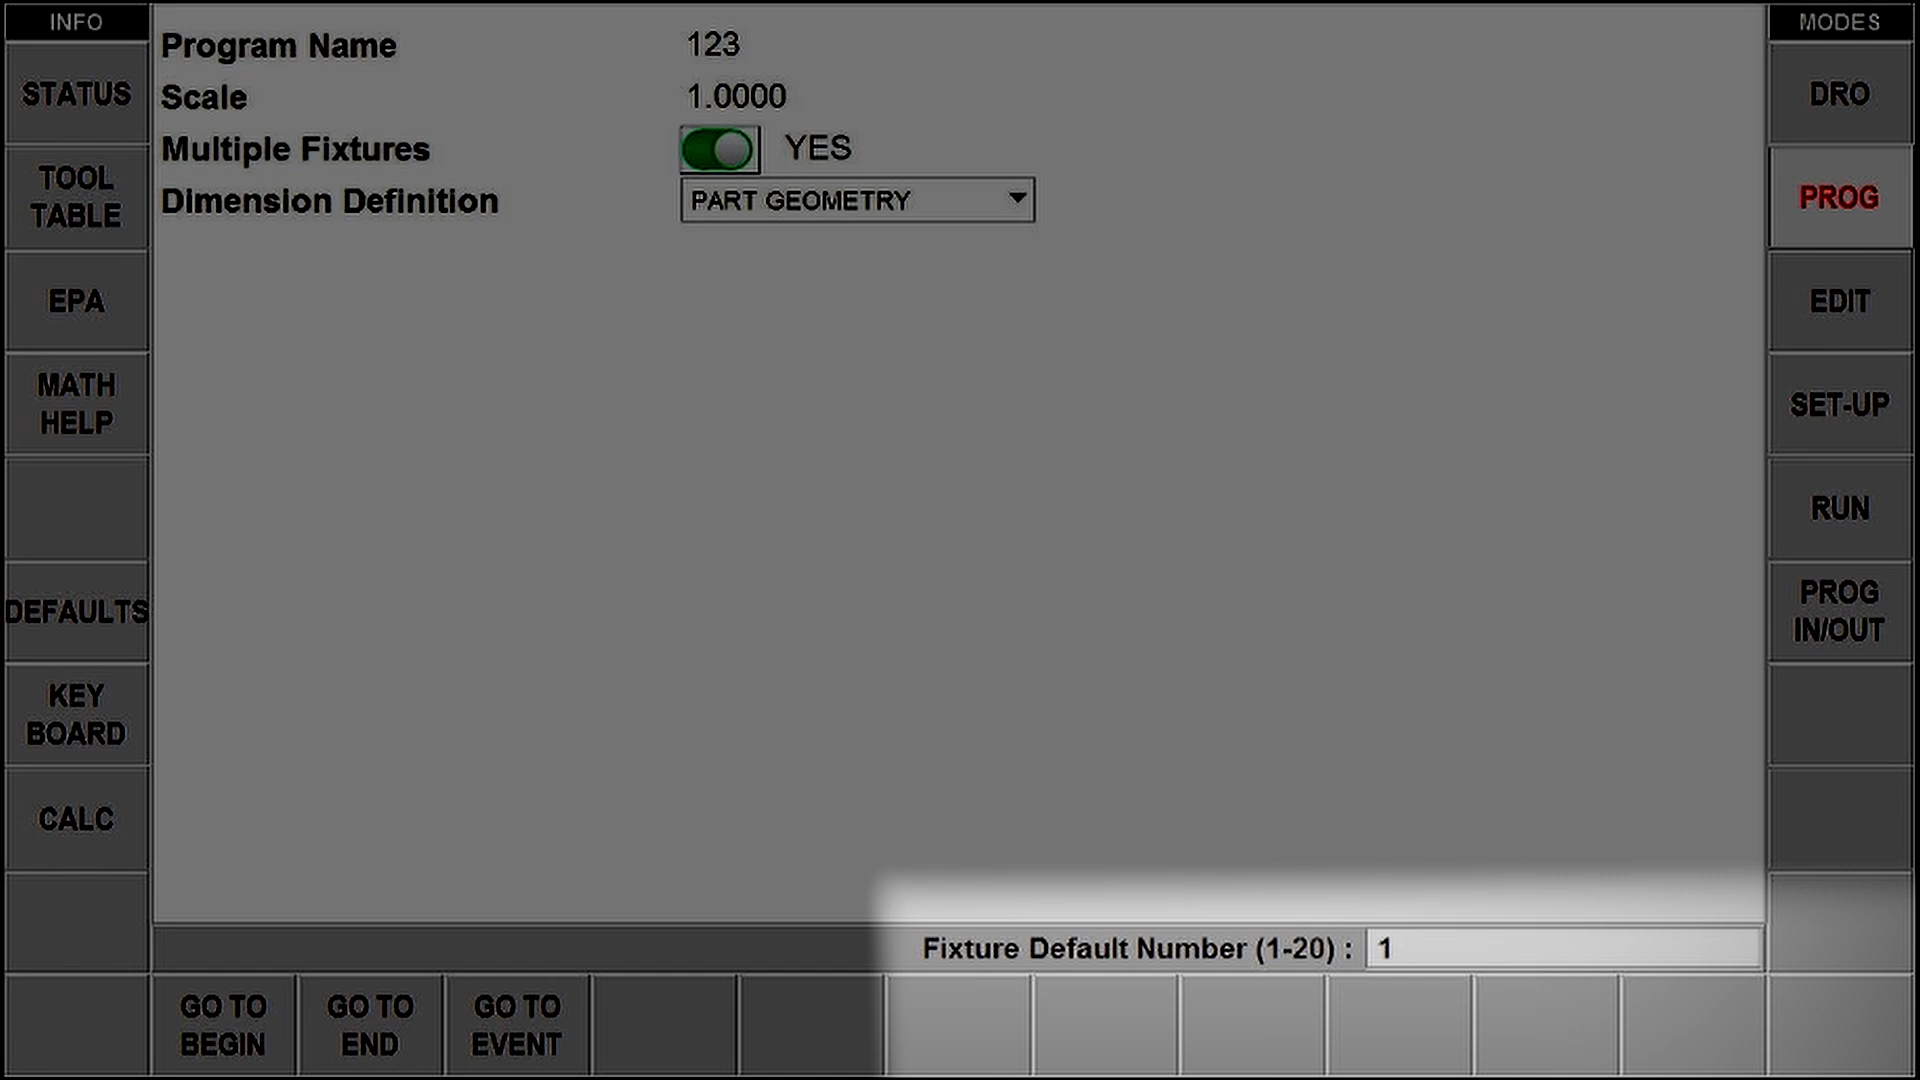 INFO
STATUS
TOOL
TABLE
EPA
MATH
HELP
DEFAULTS
KEY
BOARD
CALC
Program Name 123
Scale 1.0000
Multiple Fixtures YES
Dimension Definition PART GEOMETRY
Fixture Default Number (1-20) : 1
GO TO
BEGIN
GO TO
END
GO TO
EVENT
MODES
DRO
PROG
EDIT
SET-UP
RUN
PROG
IN/OUT